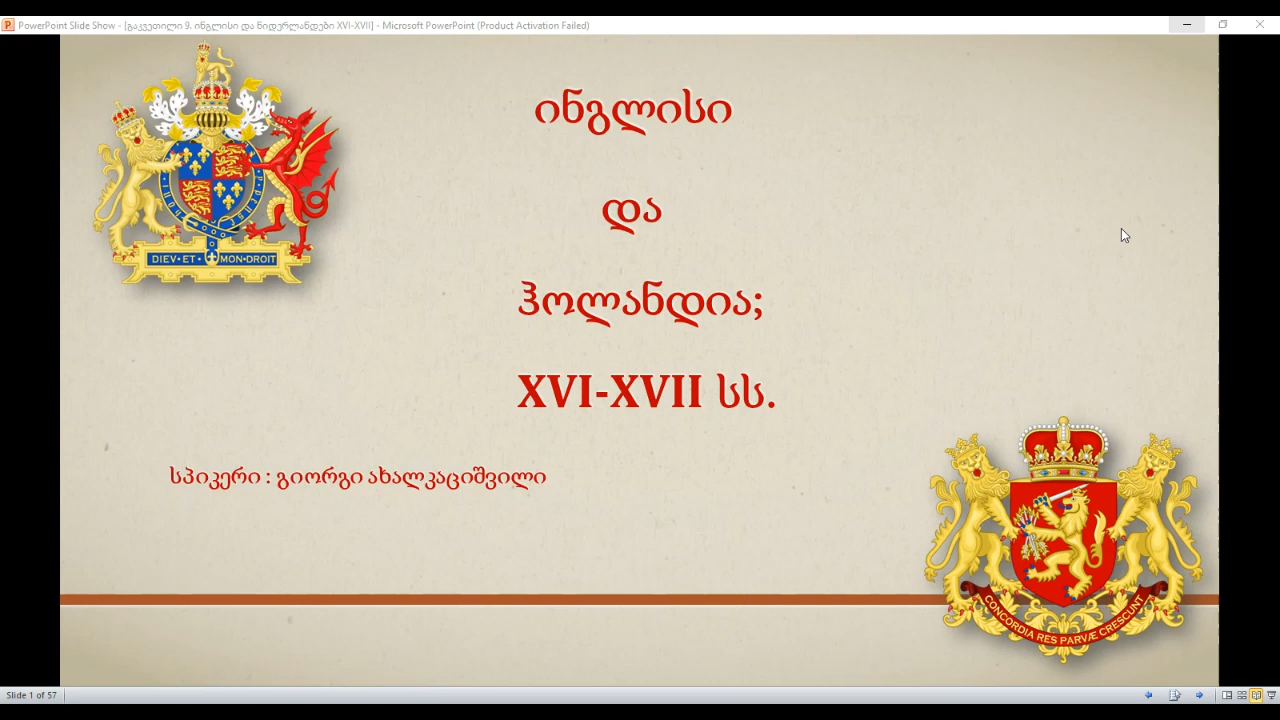 PowerPoint Slide Show - [გაკვეთილი 9. ინგლისი და ნიდერლანდები XVI-XVII] - Microsoft PowerPoint (Product Activation Failed)
ინგლისი
და
ჰოლანდია;
XVI-XVII სს.
სპიკერი : გიორგი ახალკაციშვილი
DIEV•ET•MON•DROIT
CONCORDIA RES PARVÆ CRESCUNT
Slide 1 of 57